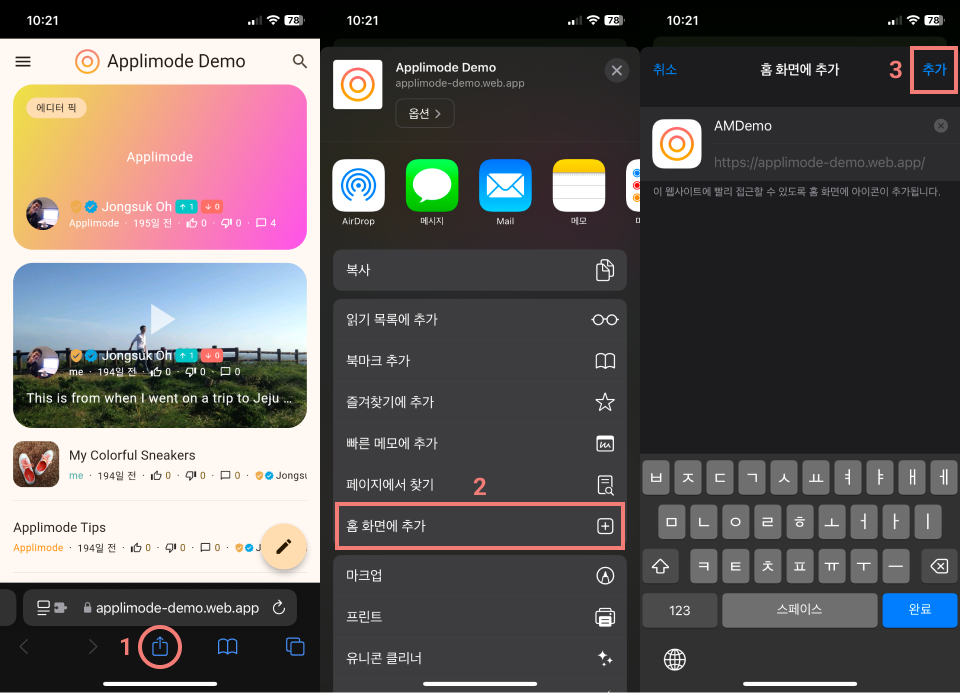 10:21
78
Applimode Demo
에디터 픽
Applimode
Jongsuk Oh 1 0
Applimode · 195일 전 · 0 · 0 · 4
Jongsuk Oh 1 0
me · 194일 전 · 0 · 0 · 0
This is from when I went on a trip to Jeju ...
My Colorful Sneakers
me · 194일 전 · 0 · 0 · 0 · Jongsu
Applimode Tips
Applimode · 194일 전 · 0 · 0 · 0 · J
applimode-demo.web.app
1
10:21
78
Applimode Demo
applimode-demo.web.app
옵션
AirDrop
메시지
Mail
메모
복사
읽기 목록에 추가
북마크 추가
즐겨찾기에 추가
빠른 메모에 추가
페이지에서 찾기
2
홈 화면에 추가
마크업
프린트
유니콘 클리너
10:21
78
취소
홈 화면에 추가
3
추가
AMDemo
https://applimode-demo.web.app/
이 웹사이트에 빨리 접근할 수 있도록 홈 화면에 아이콘이 추가됩니다.
ㅂ ㅈ ㄷ ㄱ ㅅ ㅛ ㅕ ㅑ ㅐ ㅔ
ㅁ ㄴ ㅇ ㄹ ㅎ ㅗ ㅓ ㅏ ㅣ
ㅋ ㅌ ㅊ ㅍ ㅠ ㅜ ㅡ
123
스페이스
완료